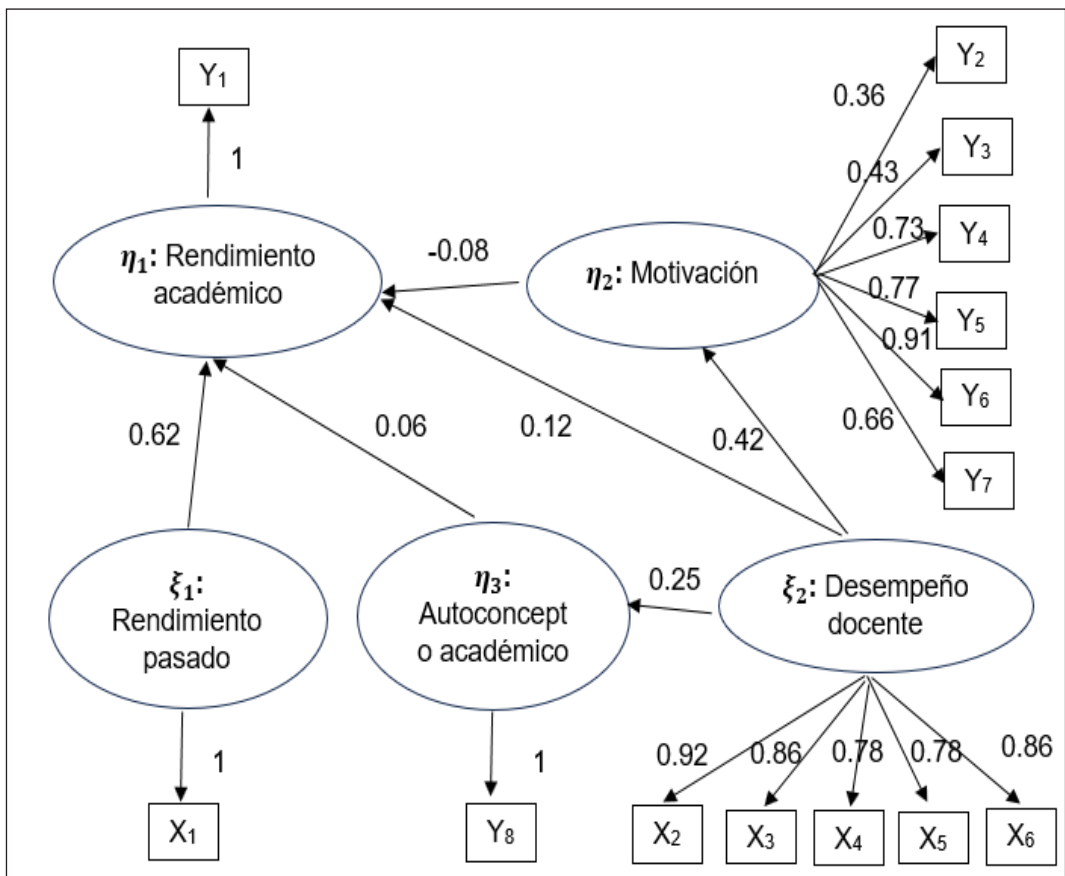 Y₁
Y₂
0.36
Y₃
1
0.43
Y₄
0.73
η₁: Rendimiento
académico
-0.08
η₂: Motivación
0.77
Y₅
0.91
Y₆
0.62
0.06
0.12
0.42
0.66
Y₇
ξ₁:
Rendimiento
pasado
η₃:
Autoconcept
o académico
0.25
ξ₂: Desempeño
docente
1
1
0.92
0.86
0.78
0.78
0.86
X₁
Y₈
X₂
X₃
X₄
X₅
X₆